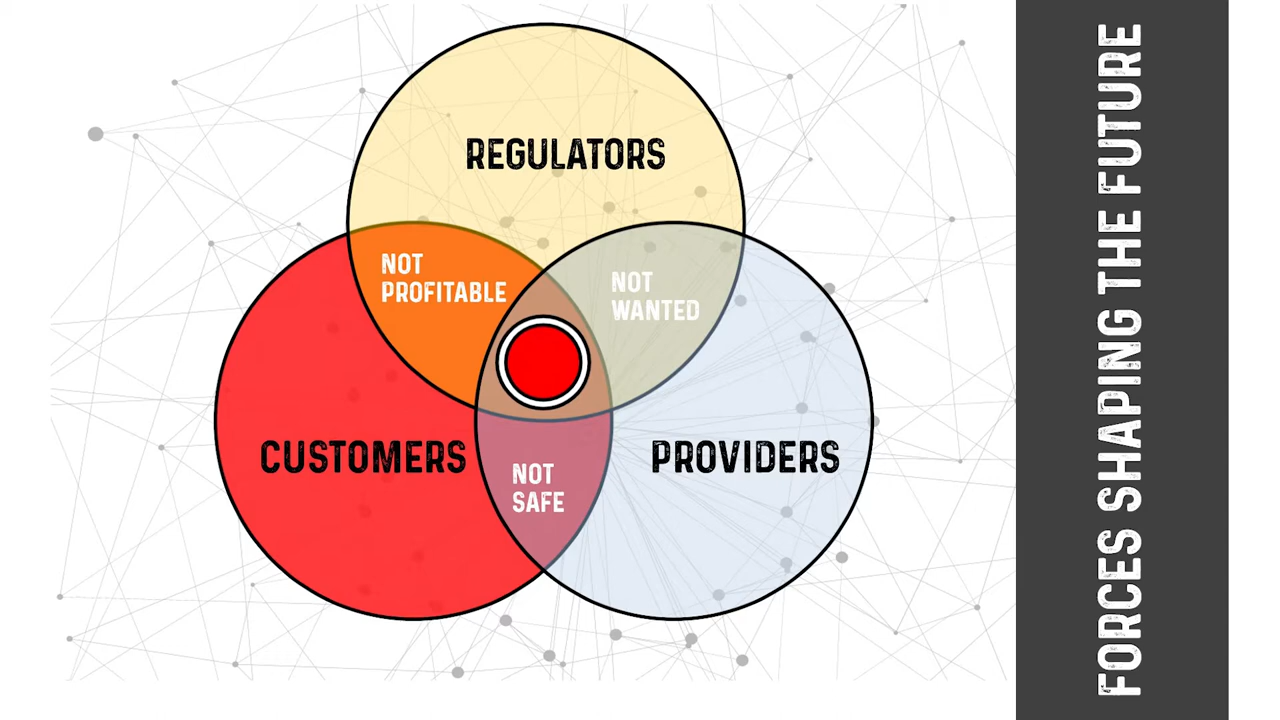 REGULATORS
NOT
PROFITABLE
NOT
WANTED
CUSTOMERS
PROVIDERS
NOT
SAFE
FORCES SHAPING THE FUTURE